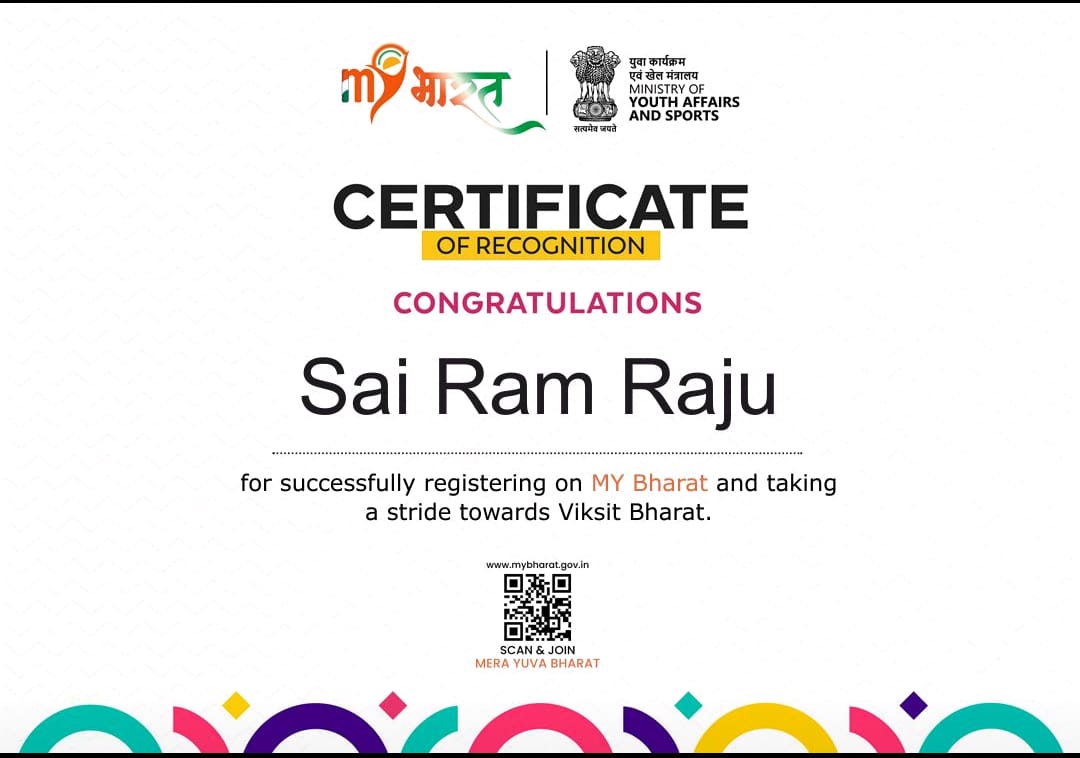 my भारत
युवा कार्यक्रम
एवं खेल मंत्रालय
MINISTRY OF
YOUTH AFFAIRS
AND SPORTS
सत्यमेव जयते
CERTIFICATE
OF RECOGNITION
CONGRATULATIONS
Sai Ram Raju
for successfully registering on MY Bharat and taking
a stride towards Viksit Bharat.
www.mybharat.gov.in
SCAN & JOIN
MERA YUVA BHARAT